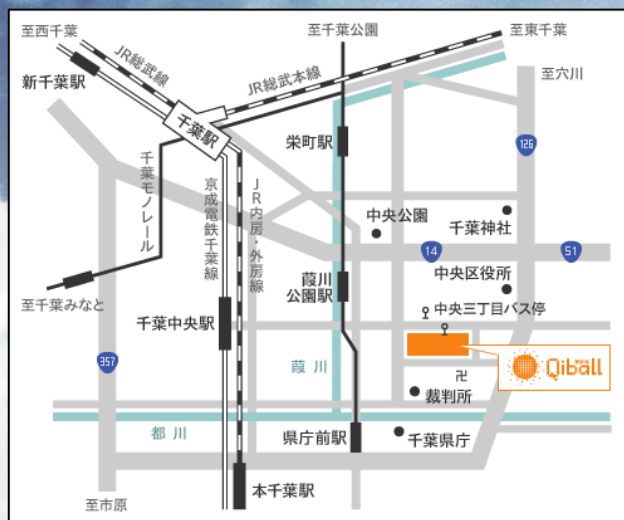 至西千葉
至千葉公園
至東千葉
JR総武線
JR総武本線
至穴川
新千葉駅
千葉駅
栄町駅
126
千葉モノレール
京成電鉄千葉線
JR内房・外房線
中央公園
千葉神社
14
51
葭川
公園駅
中央区役所
至千葉みなと
中央三丁目バス停
千葉中央駅
357
葭川
Qiball
卍
裁判所
都川
県庁前駅
千葉県庁
本千葉駅
至市原